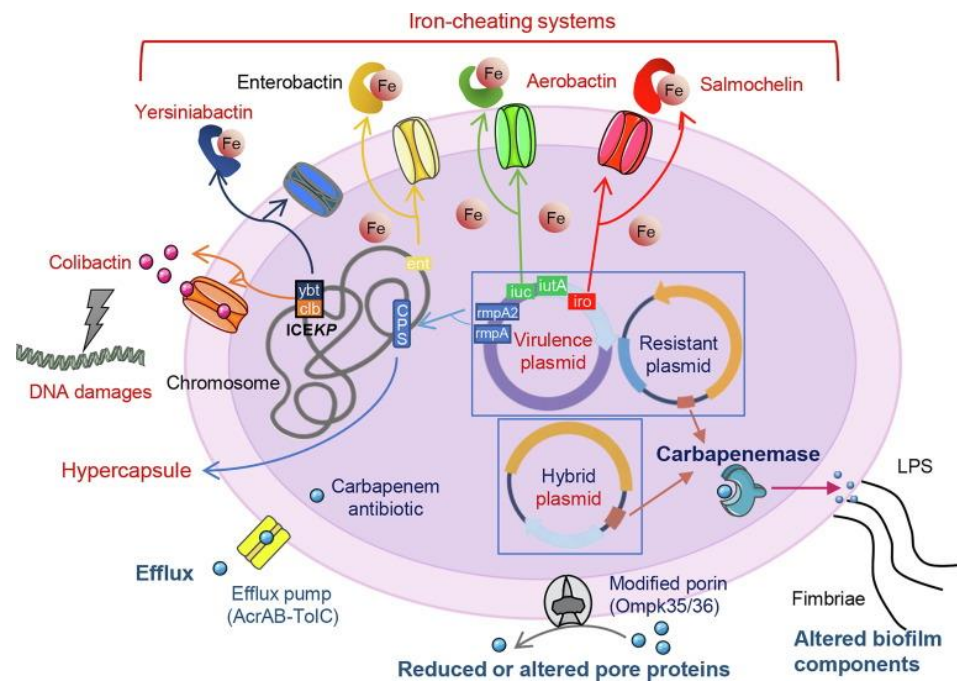 Iron-cheating systems
Enterobactin
Aerobactin
Salmochelin
Yersiniabactin
Fe
Fe
Fe
Fe
Fe
Fe
Fe
Fe
Fe
Colibactin
ent
ybt
clb
ICEKP
CPS
iuc
iutA
iro
rmpA2
rmpA
Virulence
plasmid
Resistant
plasmid
DNA damages
Chromosome
Hypercapsule
Carbapenem
antibiotic
Hybrid
plasmid
Carbapenemase
LPS
Efflux
Efflux pump
(AcrAB-TolC)
Modified porin
(Ompk35/36)
Fimbriae
Reduced or altered pore proteins
Altered biofilm
components